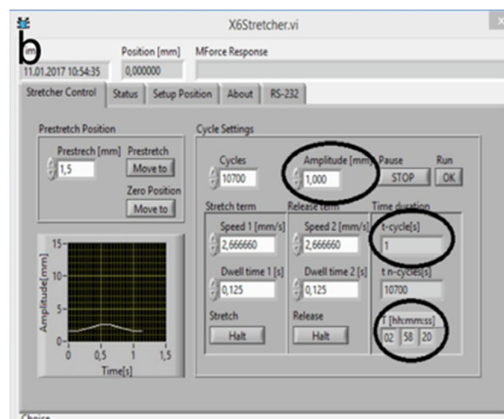 X6Stretcher.vi
b
Position [mm] MForce Response
11.01.2017 10:54:35 0,000000
Stretcher Control Status Setup Position About RS-232
Prestretch Position
Prestrech [mm] Prestretch
1,5 Move to
Zero Position
Move to
Cycle Settings
Cycles Amplitude [mm] Pause Run
10700 1,000 STOP OK
Stretch term Release term Time duration
Speed 1 [mm/s] Speed 2 [mm/s] t-cycle[s]
2,666660 2,666660 1
Dwell time 1 [s] Dwell time 2 [s] t n-cycles[s]
0,125 0,125 10700
Stretch Release T [hh:mm:ss]
Halt Halt 02 58 20
Amplitude[mm]
15-
10-
5-
0-
0 0,5 1 1,5
Time[s]